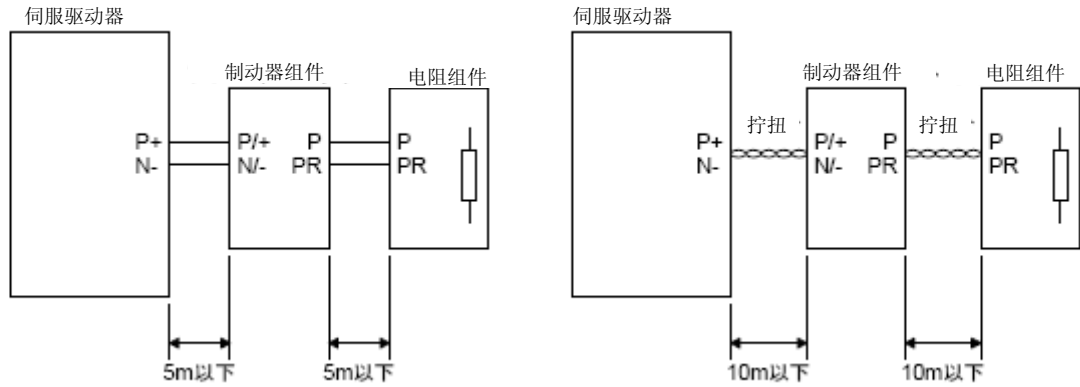 伺服驱动器
制动器组件
电阻组件
P+
N-
P/+
N/-
P
PR
P
PR
5m以下
5m以下
伺服驱动器
制动器组件
电阻组件
拧扭
拧扭
P+
N-
P/+
N/-
P
PR
P
PR
10m以下
10m以下